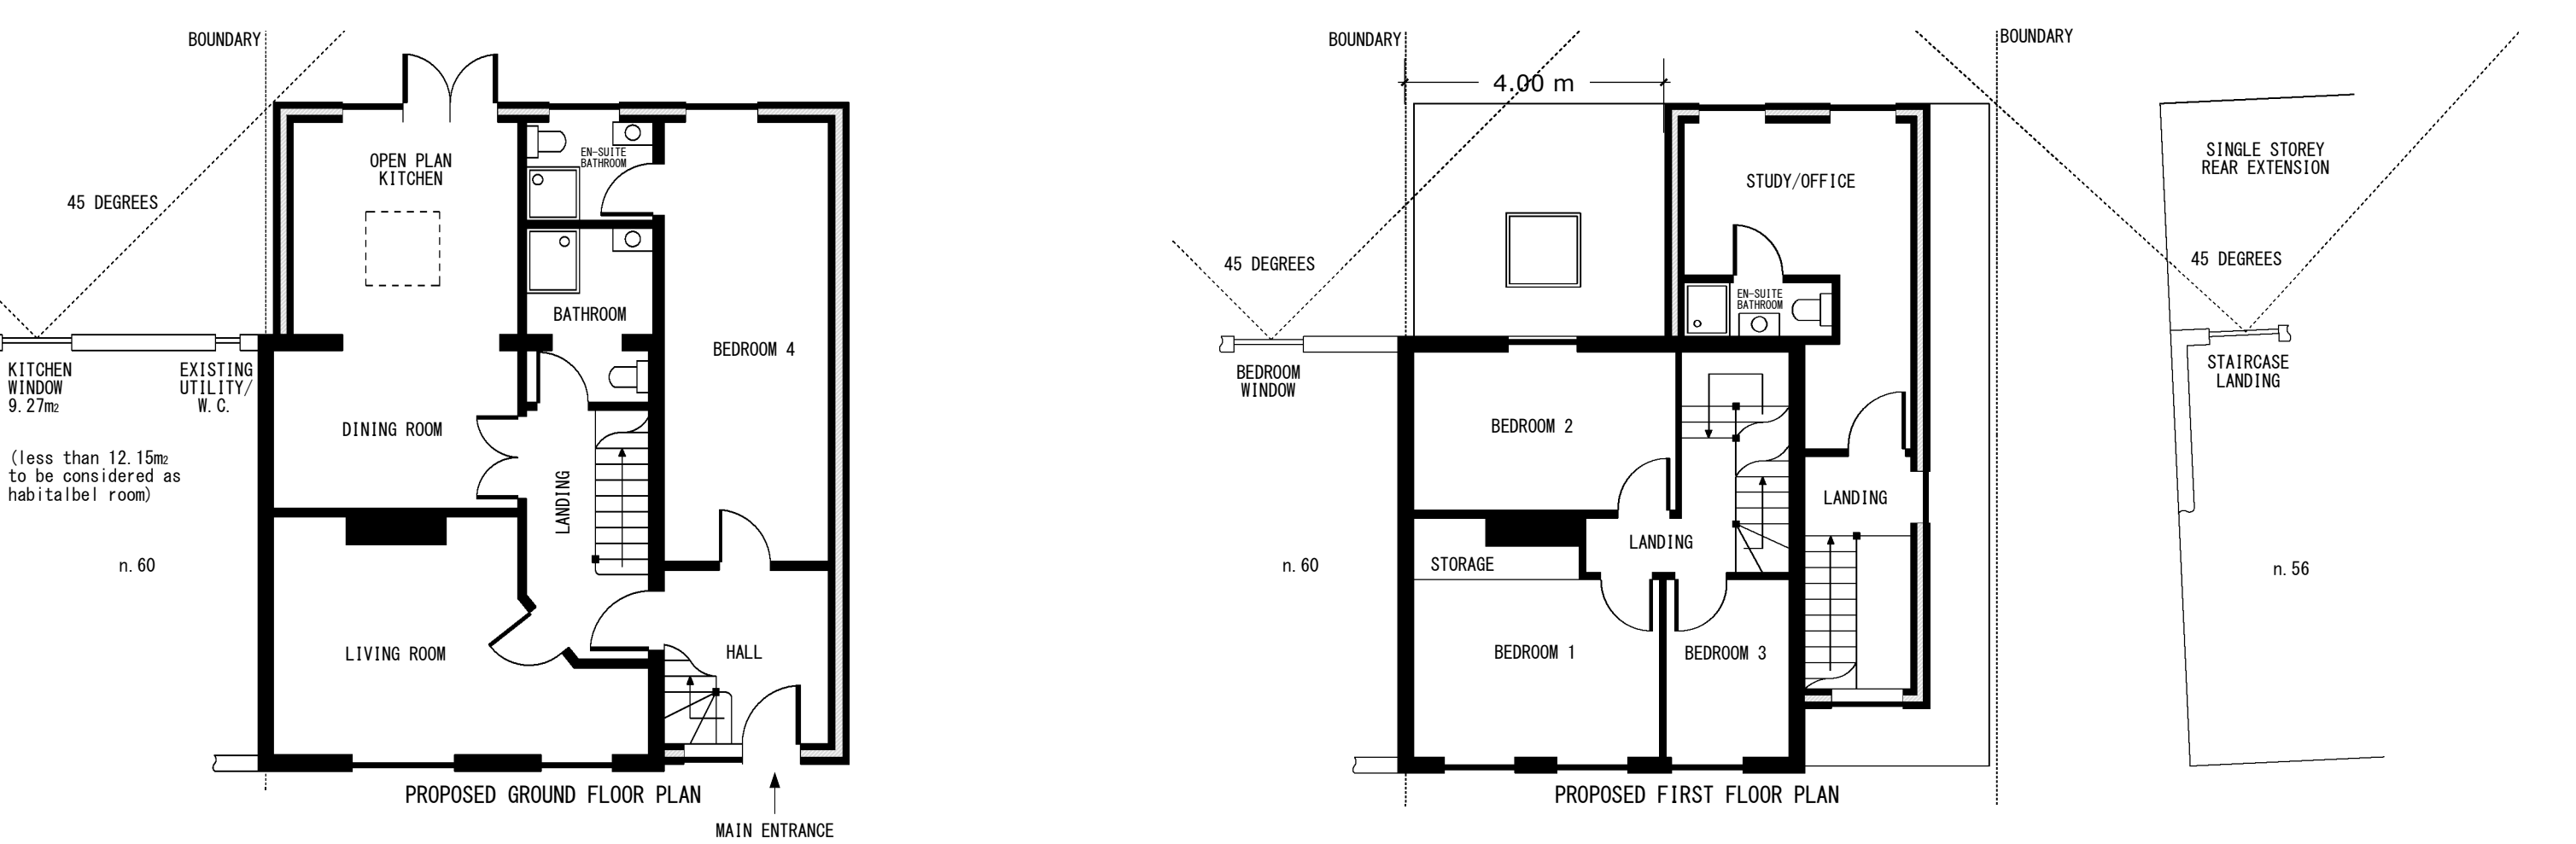 BOUNDARY
45 DEGREES
OPEN PLAN
KITCHEN
EN-SUITE
BATHROOM
BATHROOM
BEDROOM 4
KITCHEN
WINDOW
9.27m2
EXISTING
UTILITY/
W.C.
(less than 12.15m2
to be considered as
habitalbel room)
DINING ROOM
LANDING
n.60
LIVING ROOM
HALL
PROPOSED GROUND FLOOR PLAN
MAIN ENTRANCE
BOUNDARY
4.00 m
BOUNDARY
45 DEGREES
STUDY/OFFICE
EN-SUITE
BATHROOM
SINGLE STOREY
REAR EXTENSION
45 DEGREES
BEDROOM
WINDOW
STAIRCASE
LANDING
BEDROOM 2
LANDING
LANDING
STORAGE
n.60
n.56
BEDROOM 1
BEDROOM 3
PROPOSED FIRST FLOOR PLAN